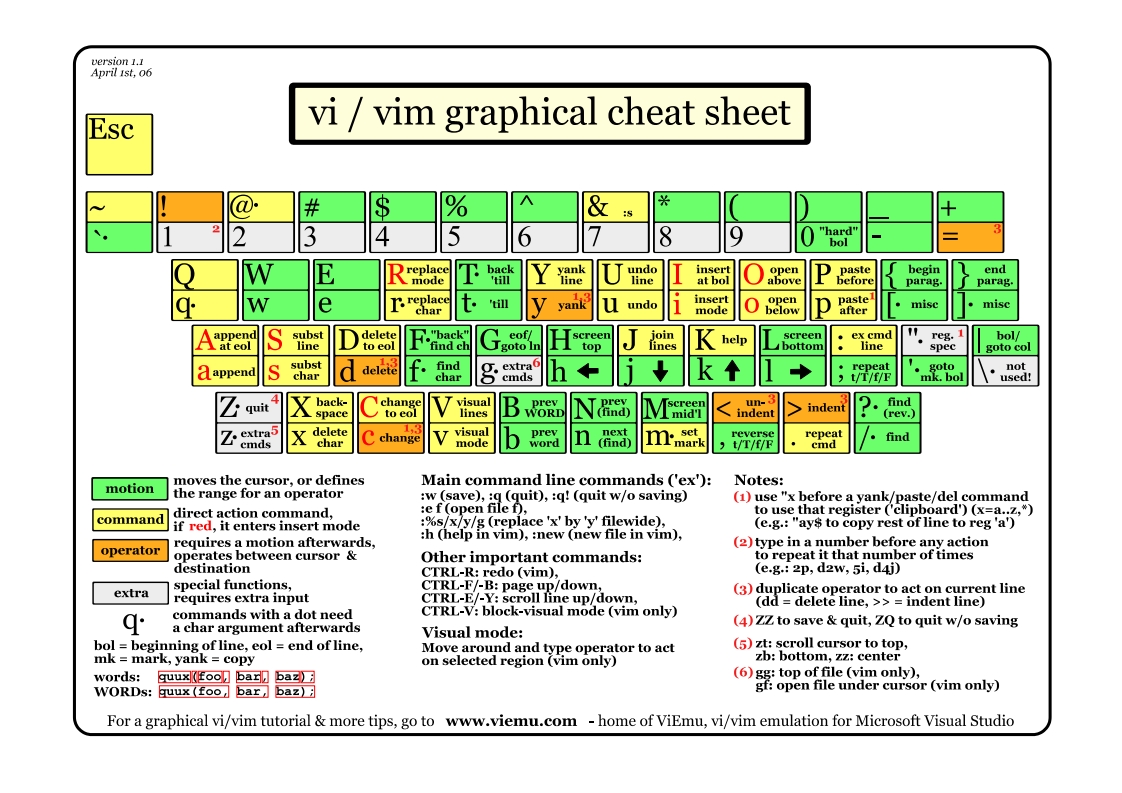 version 1.1
April 1st, 06
vi / vim graphical cheat sheet
Esc
~ ! @· # $ % ^ & :s * ( ) _ +
`· 1 2 2 3 4 5 6 7 8 9 0 "hard" bol - = 3
Q W E R replace mode T· back 'till Y yank line U undo line I insert at bol O open above P paste before { begin parag. } end parag.
q· w e r· replace char t· 'till y yank 1,3 u undo i insert mode o open below p paste after 1 [· misc ]· misc
A append at eol S subst line D delete to eol F· "back" find ch G eof/ goto ln H screen top J join lines K help L screen bottom : ex cmd line "· reg. spec 1 | bol/ goto col
a append s subst char d delete 1,3 f· find char g· extra cmds 6 h ← j ↓ k ↑ l → ; repeat t/T/f/F '· goto mk. bol \· not used!
Z· quit 4 X back-space C change to eol V visual lines B prev WORD N prev (find) M screen mid'l < un-indent 3 > indent 3 ?· find (rev.)
z· extra cmds 5 x delete char c change 1,3 v visual mode b prev word n next (find) m· set mark , reverse t/T/f/F . repeat cmd /· find
motion moves the cursor, or defines
the range for an operator
command direct action command,
if red, it enters insert mode
operator requires a motion afterwards,
operates between cursor &
destination
extra special functions,
requires extra input
q· commands with a dot need
a char argument afterwards
bol = beginning of line, eol = end of line,
mk = mark, yank = copy
words: quux(foo, bar, baz);
WORDs: quux(foo, bar, baz);
Main command line commands ('ex'):
:w (save), :q (quit), :q! (quit w/o saving)
:e f (open file f),
:%s/x/y/g (replace 'x' by 'y' filewide),
:h (help in vim), :new (new file in vim),
Other important commands:
CTRL-R: redo (vim),
CTRL-F/-B: page up/down,
CTRL-E/-Y: scroll line up/down,
CTRL-V: block-visual mode (vim only)
Visual mode:
Move around and type operator to act
on selected region (vim only)
Notes:
(1) use "x before a yank/paste/del command
to use that register ('clipboard') (x=a..z,*)
(e.g.: "ay$ to copy rest of line to reg 'a')
(2) type in a number before any action
to repeat it that number of times
(e.g.: 2p, d2w, 5i, d4j)
(3) duplicate operator to act on current line
(dd = delete line, >> = indent line)
(4) ZZ to save & quit, ZQ to quit w/o saving
(5) zt: scroll cursor to top,
zb: bottom, zz: center
(6) gg: top of file (vim only),
gf: open file under cursor (vim only)
For a graphical vi/vim tutorial & more tips, go to www.viemu.com - home of ViEmu, vi/vim emulation for Microsoft Visual Studio